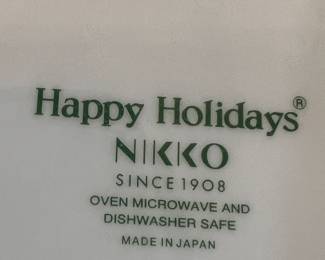 Happy Holidays®
NIKKO
SINCE 1908
OVEN MICROWAVE AND
DISHWASHER SAFE
MADE IN JAPAN